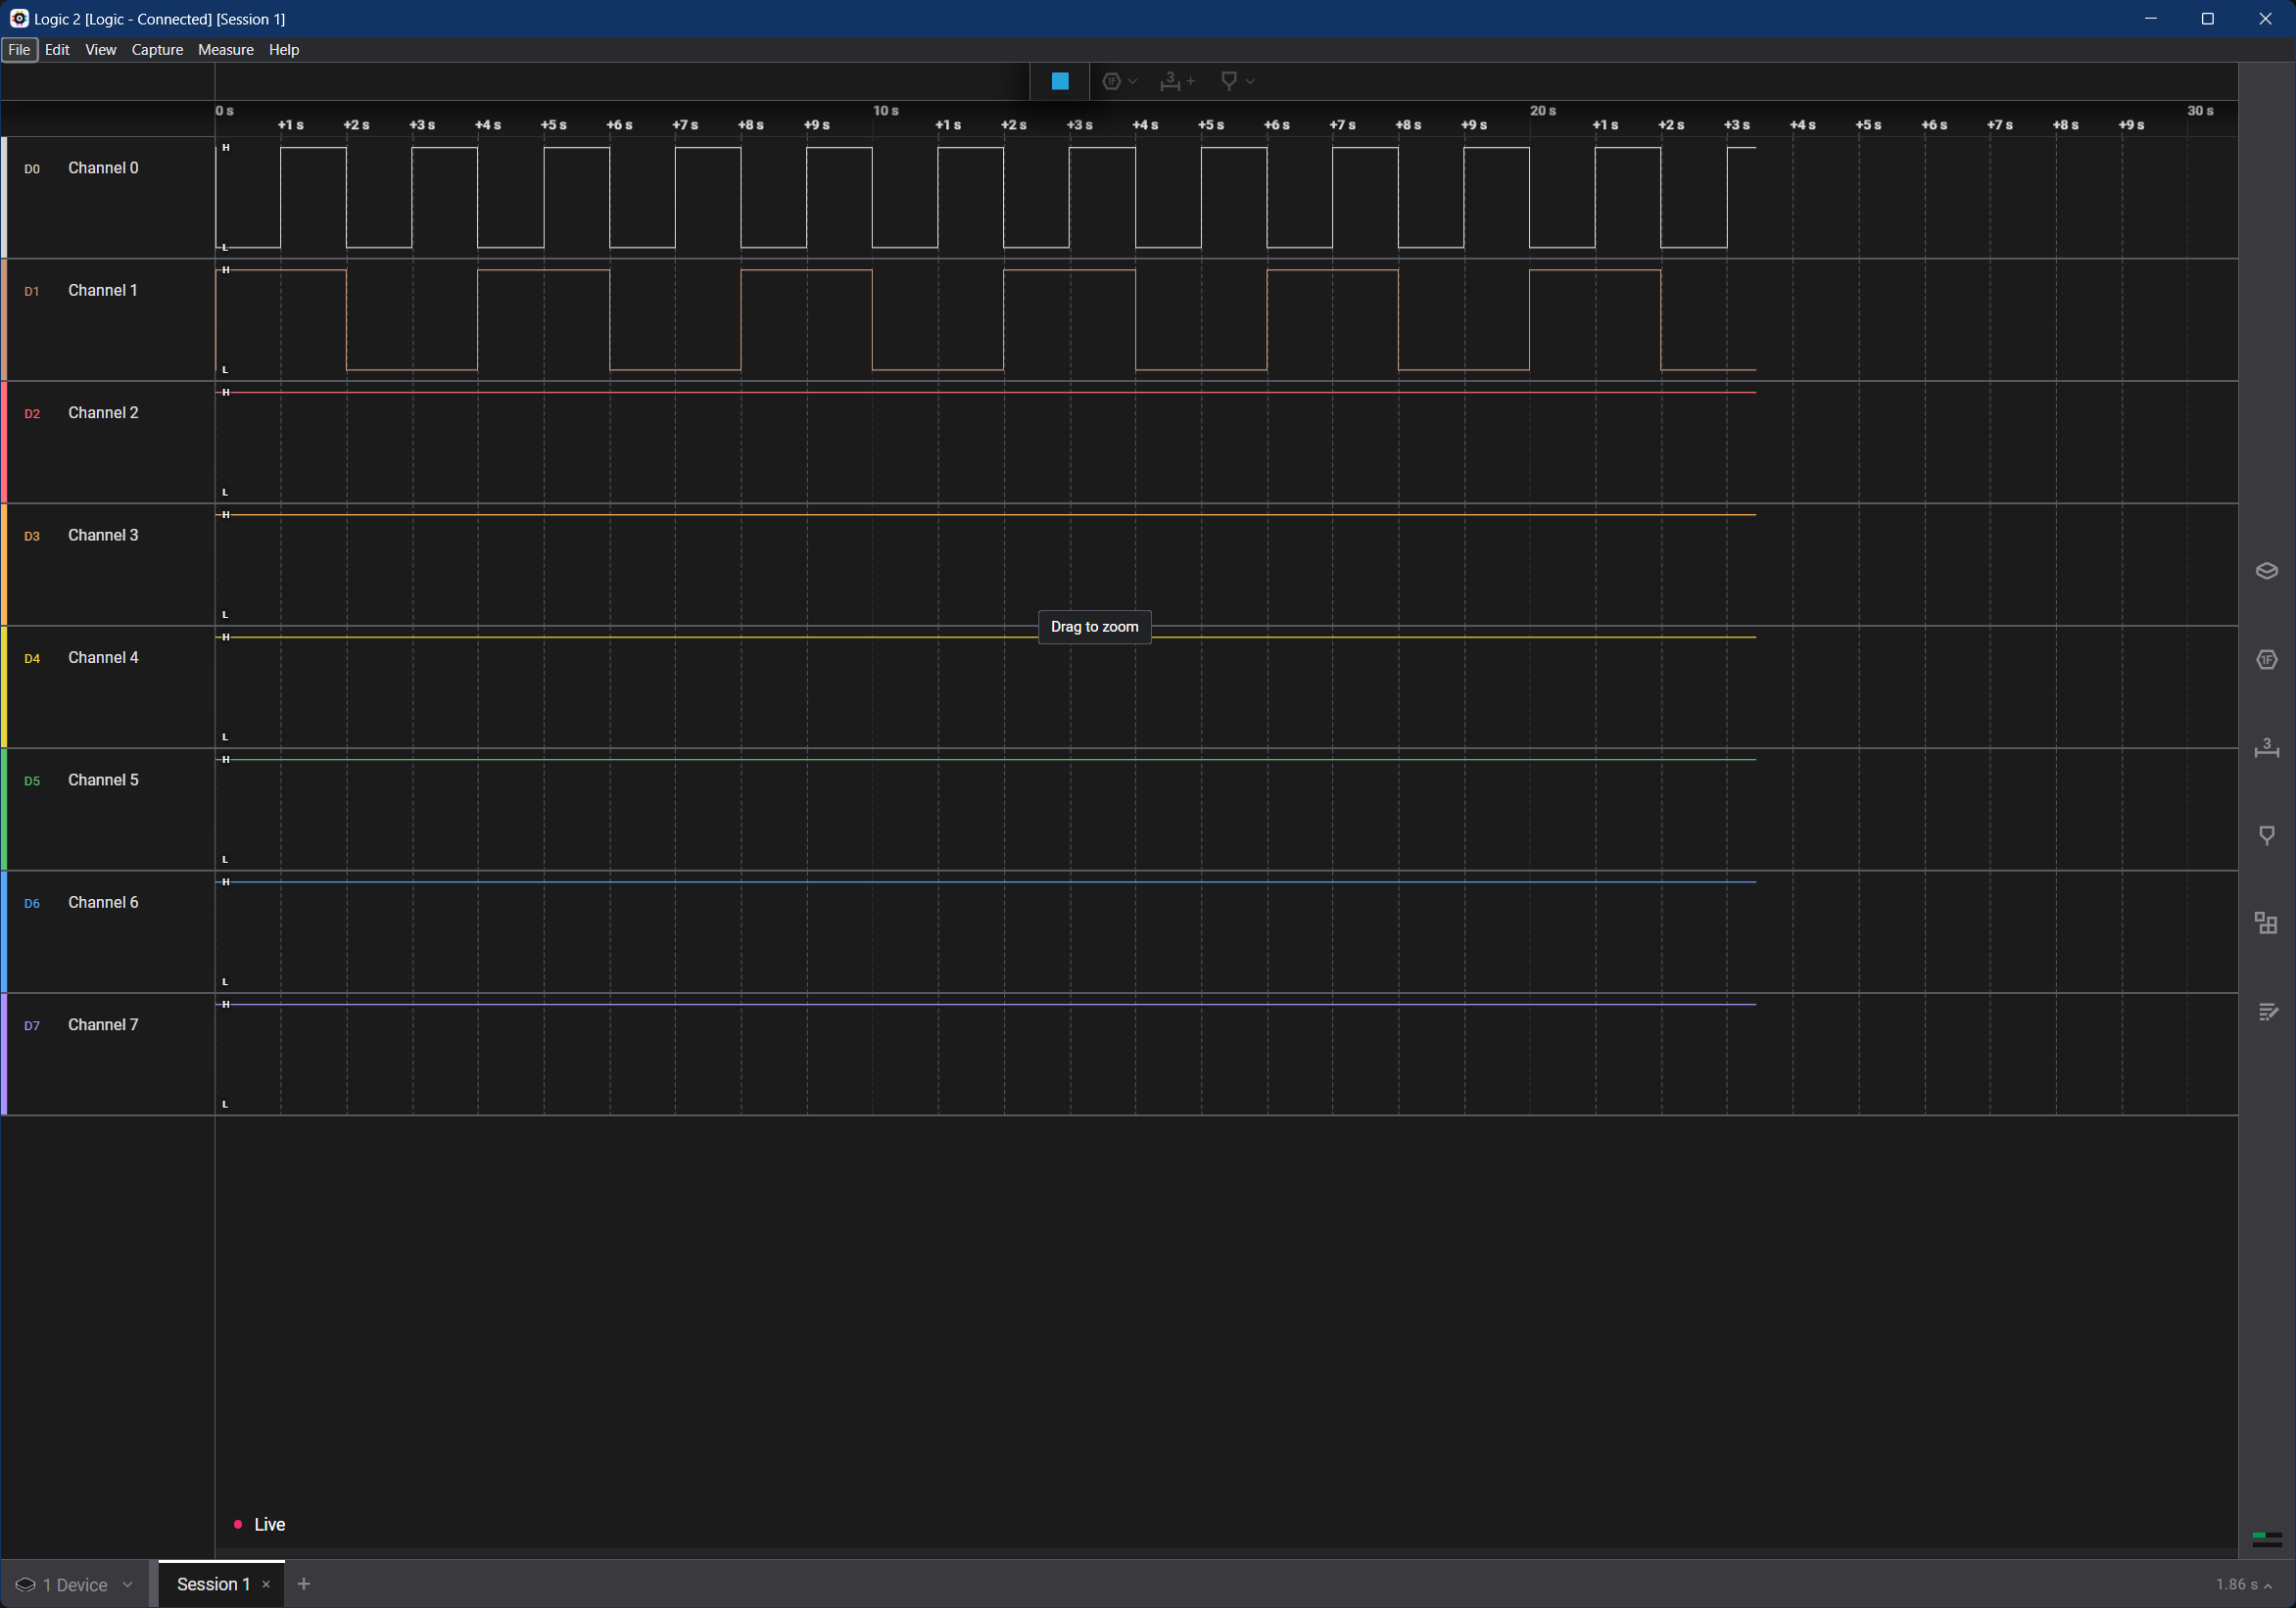 Logic 2 [Logic - Connected] [Session 1]
File Edit View Capture Measure Help
1F 3 +
0 s 10 s 20 s 30 s
+1 s +2 s +3 s +4 s +5 s +6 s +7 s +8 s +9 s +1 s +2 s +3 s +4 s +5 s +6 s +7 s +8 s +9 s +1 s +2 s +3 s +4 s +5 s +6 s +7 s +8 s +9 s
H
D0 Channel 0
L
H
D1 Channel 1
L
H
D2 Channel 2
L
H
D3 Channel 3
L
Drag to zoom
H
D4 Channel 4
1F
L
3
H
D5 Channel 5
L
H
D6 Channel 6
L
H
D7 Channel 7
L
Live
1 Device Session 1 × + 1.86 s